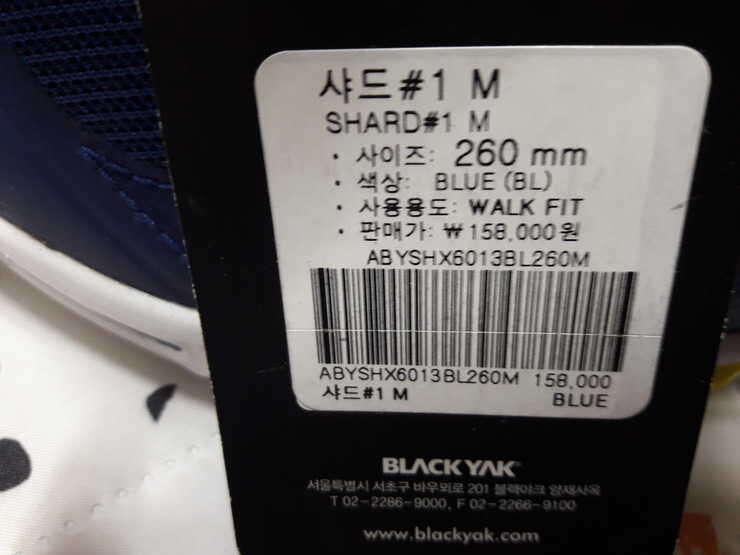 샤드#1 M
SHARD#1 M
· 사이즈: 260 mm
· 색상: BLUE (BL)
· 사용용도: WALK FIT
· 판매가: ₩158,000원
ABYSHX6013BL260M
ABYSHX6013BL260M 158,000
샤드#1 M BLUE
BLACKYAK
서울특별시 서초구 바우뫼로 201 블랙야크 양재사옥
T 02-2286-9000, F 02-2266-9100
www.blackyak.com